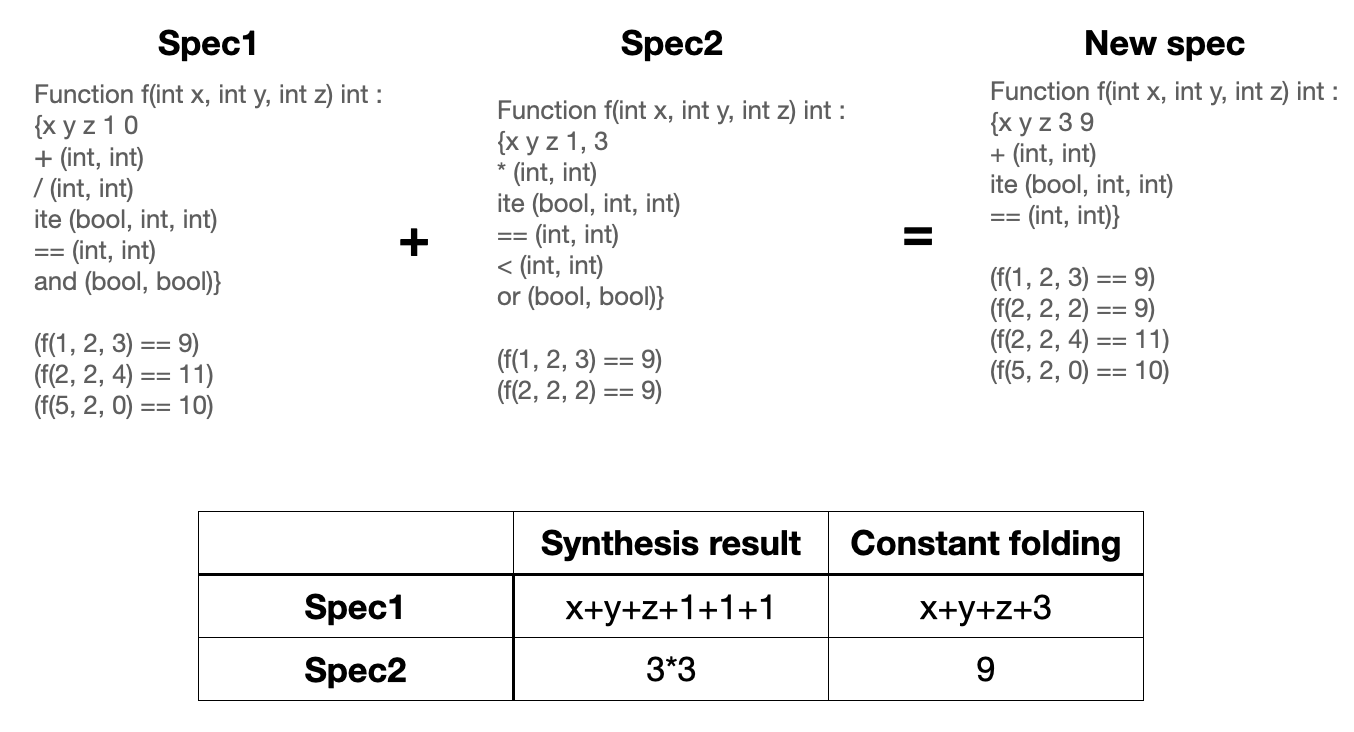 Spec1
Function f(int x, int y, int z) int :
{x y z 1 0
+ (int, int)
/ (int, int)
ite (bool, int, int)
== (int, int)
and (bool, bool)}
(f(1, 2, 3) == 9)
(f(2, 2, 4) == 11)
(f(5, 2, 0) == 10)
+
Spec2
Function f(int x, int y, int z) int :
{x y z 1, 3
* (int, int)
ite (bool, int, int)
== (int, int)
< (int, int)
or (bool, bool)}
(f(1, 2, 3) == 9)
(f(2, 2, 2) == 9)
=
New spec
Function f(int x, int y, int z) int :
{x y z 3 9
+ (int, int)
ite (bool, int, int)
== (int, int)}
(f(1, 2, 3) == 9)
(f(2, 2, 2) == 9)
(f(2, 2, 4) == 11)
(f(5, 2, 0) == 10)
Synthesis result Constant folding
Spec1 x+y+z+1+1+1 x+y+z+3
Spec2 3*3 9